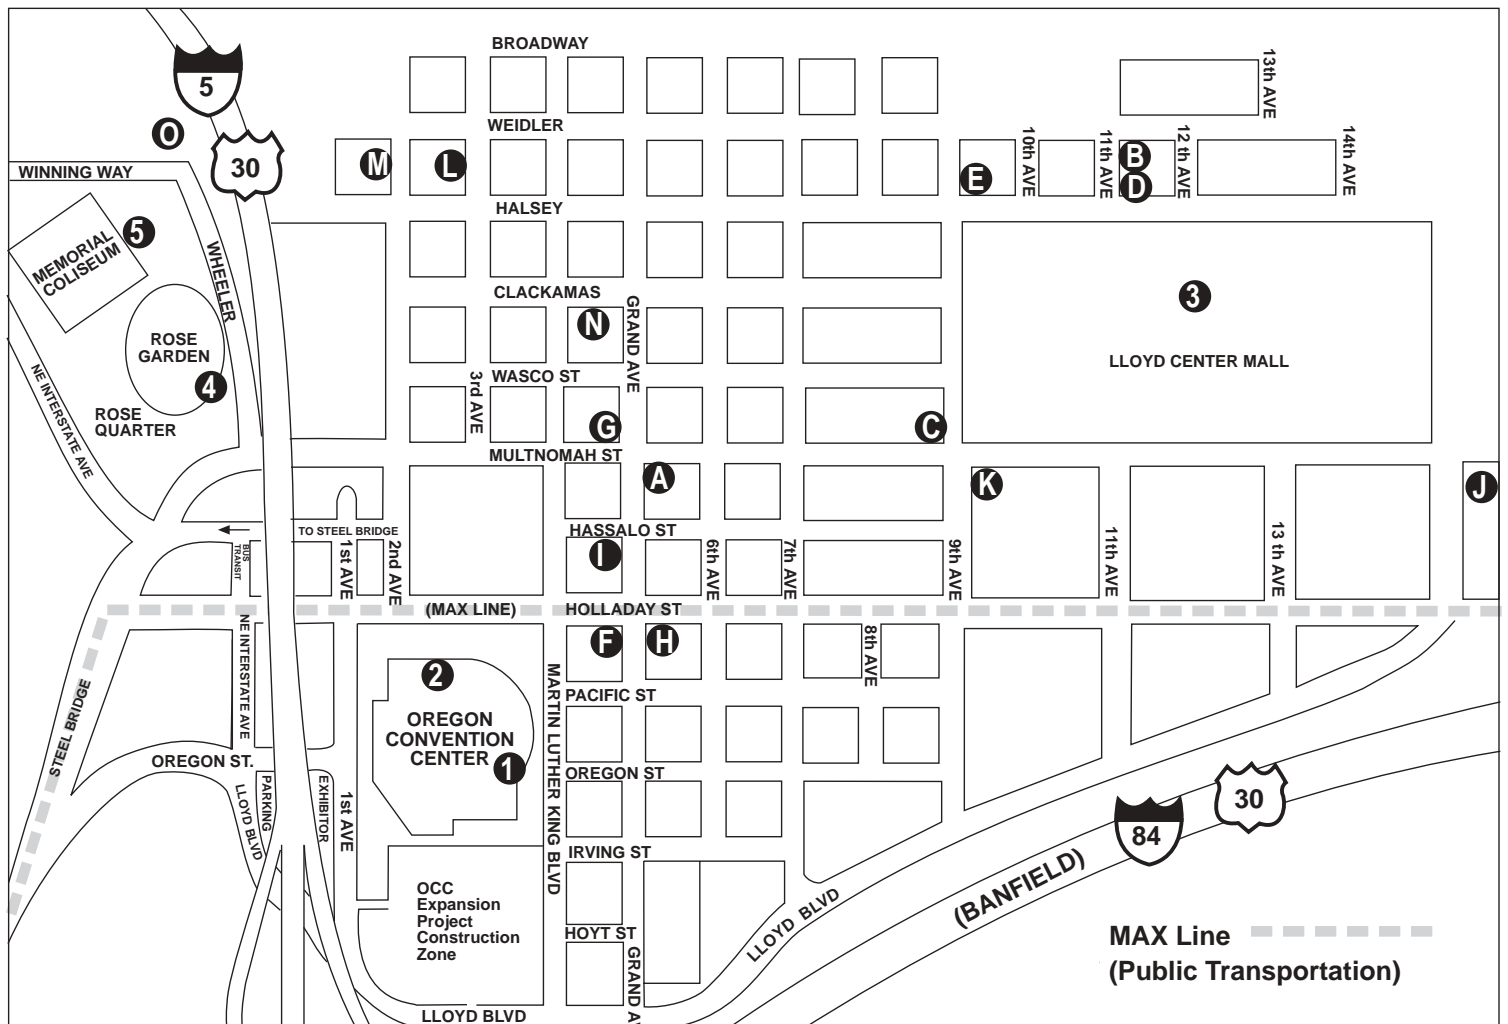 BROADWAY
13th AVE
5
WEIDLER
O
30
M
L
E
10th AVE
11th AVE
B
D
12 th AVE
14th AVE
WINNING WAY
HALSEY
5
MEMORIAL
COLISEUM
WHEELER
CLACKAMAS
GRAND AVE
N
3
ROSE
GARDEN
4
LLOYD CENTER MALL
NE INTERSTATE AVE
3rd AVE
WASCO ST
ROSE
QUARTER
G
C
MULTNOMAH ST
A
K
J
TO STEEL BRIDGE
HASSALO ST
BUS
TRANSIT
1st AVE
2nd AVE
I
6th AVE
7th AVE
9th AVE
11th AVE
13 th AVE
(MAX LINE)
HOLLADAY ST
NE INTERSTATE AVE
F
H
8th AVE
2
MARTIN LUTHER KING BLVD
PACIFIC ST
STEEL BRIDGE
OREGON
CONVENTION
CENTER
1
OREGON ST.
OREGON ST
LLOYD BLVD
PARKING
EXHIBITOR
1st AVE
30
84
IRVING ST
(BANFIELD)
OCC
Expansion
Project
Construction
Zone
LLOYD BLVD
HOYT ST
GRAND AV
MAX Line
(Public Transportation)
LLOYD BLVD